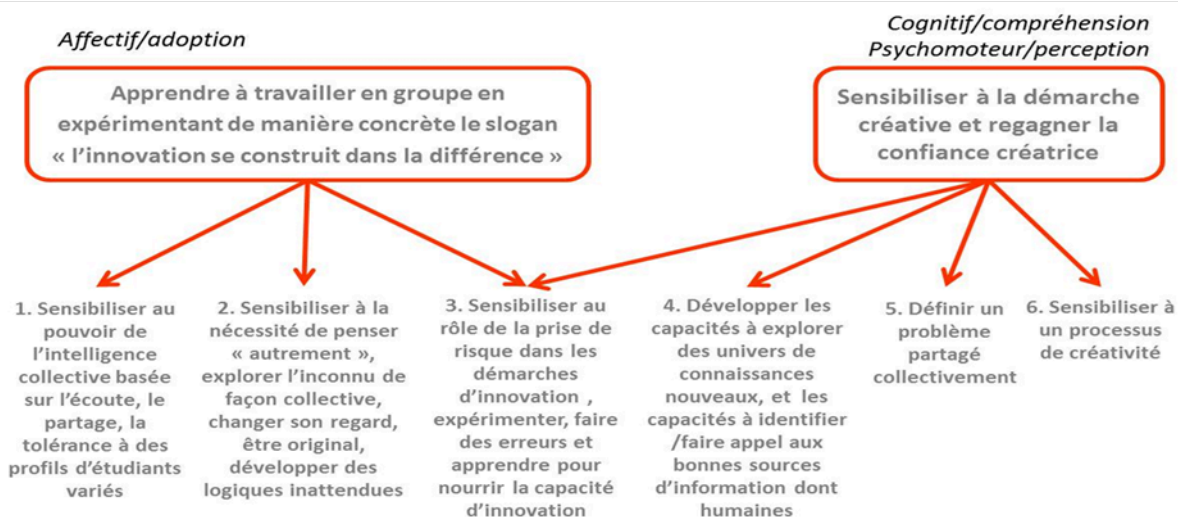 Affectif/adoption
Cognitif/compréhension
Psychomoteur/perception
Apprendre à travailler en groupe en
expérimentant de manière concrète le slogan
« l’innovation se construit dans la différence »
Sensibiliser à la démarche
créative et regagner la
confiance créatrice
1. Sensibiliser au
pouvoir de
l’intelligence
collective basée
sur l’écoute, le
partage, la
tolérance à des
profils d’étudiants
variés
2. Sensibiliser à la
nécessité de penser
« autrement »,
explorer l’inconnu de
façon collective,
changer son regard,
être original,
développer des
logiques inattendues
3. Sensibiliser au
rôle de la prise de
risque dans les
démarches
d’innovation ,
expérimenter, faire
des erreurs et
apprendre pour
nourrir la capacité
d’innovation
4. Développer les
capacités à explorer
des univers de
connaissances
nouveaux, et les
capacités à identifier
/faire appel aux
bonnes sources
d’information dont
humaines
5. Définir un
problème
partagé
collectivement
6. Sensibiliser à
un processus
de créativité